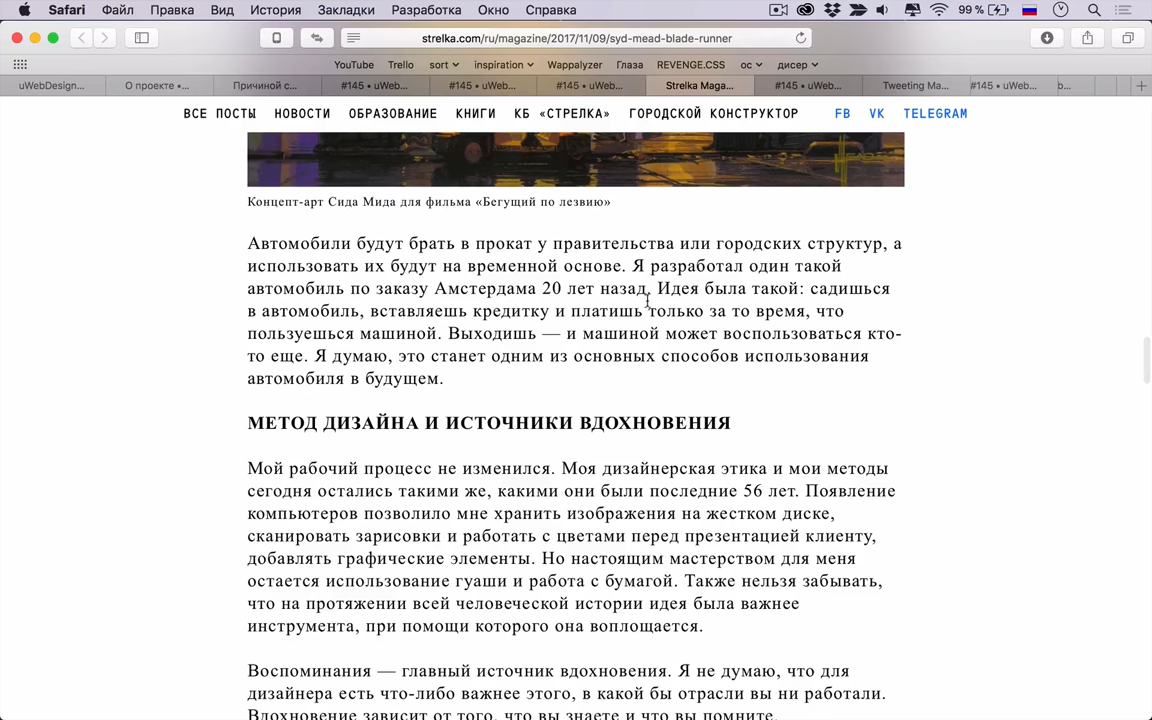 Safari Файл Правка Вид История Закладки Разработка Окно Справка 99 %
strelka.com/ru/magazine/2017/11/09/syd-mead-blade-runner
YouTube Trello sort inspiration Wappalyzer Глаза REVENGE.CSS ос дисер
uWebDesign... О проекте •... Причиной с... #145 • uWeb... #145 • uWeb... #145 • uWeb... Strelka Maga... #145 • uWeb... Tweeting Ma... #145 • uWeb... b...
ВСЕ ПОСТЫ НОВОСТИ ОБРАЗОВАНИЕ КНИГИ КБ «СТРЕЛКА» ГОРОДСКОЙ КОНСТРУКТОР FB VK TELEGRAM
Концепт-арт Сида Мида для фильма «Бегущий по лезвию»
Автомобили будут брать в прокат у правительства или городских структур, а
использовать их будут на временной основе. Я разработал один такой
автомобиль по заказу Амстердама 20 лет назад. Идея была такой: садишься
в автомобиль, вставляешь кредитку и платишь только за то время, что
пользуешься машиной. Выходишь — и машиной может воспользоваться кто-
то еще. Я думаю, это станет одним из основных способов использования
автомобиля в будущем.
МЕТОД ДИЗАЙНА И ИСТОЧНИКИ ВДОХНОВЕНИЯ
Мой рабочий процесс не изменился. Моя дизайнерская этика и мои методы
сегодня остались такими же, какими они были последние 56 лет. Появление
компьютеров позволило мне хранить изображения на жестком диске,
сканировать зарисовки и работать с цветами перед презентацией клиенту,
добавлять графические элементы. Но настоящим мастерством для меня
остается использование гуаши и работа с бумагой. Также нельзя забывать,
что на протяжении всей человеческой истории идея была важнее
инструмента, при помощи которого она воплощается.
Воспоминания — главный источник вдохновения. Я не думаю, что для
дизайнера есть что-либо важнее этого, в какой бы отрасли вы ни работали.
Вдохновение зависит от того, что вы знаете и что вы помните.